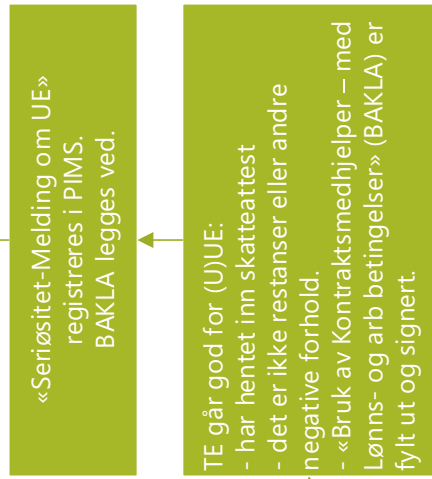 «Seriøsitet-Melding om UE»
registreres i PIMS.
BAKLA legges ved.
TE går god for (U)UE:
- har hentet inn skatteattest
- det er ikke restanser eller andre
negative forhold.
- «Bruk av Kontraktsmedhjelper – med
Lønns- og arb betingelser» (BAKLA) er
fylt ut og signert.